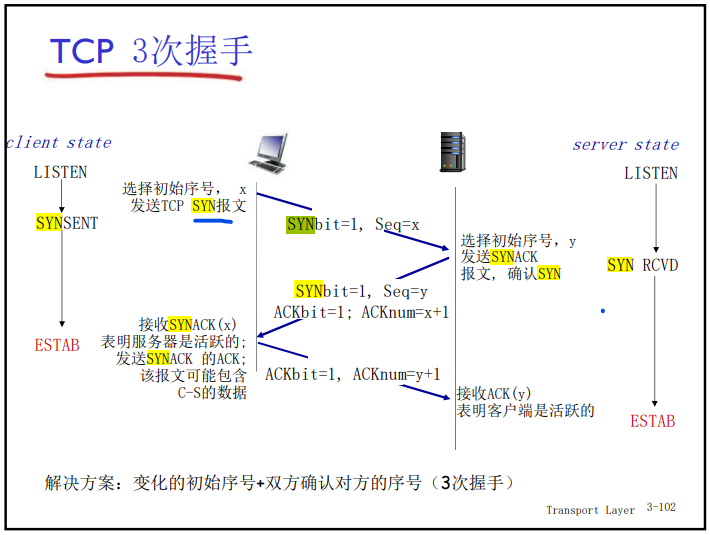 TCP 3次握手
client state
server state
LISTEN
LISTEN
选择初始序号， x
发送TCP SYN报文
SYNSENT
SYNbit=1, Seq=x
选择初始序号，y
发送SYNACK
报文, 确认SYN
SYN RCVD
SYNbit=1, Seq=y
ACKbit=1; ACKnum=x+1
接收SYNACK(x)
表明服务器是活跃的;
发送SYNACK 的ACK;
该报文可能包含
C-S的数据
ESTAB
ACKbit=1, ACKnum=y+1
接收ACK(y)
表明客户端是活跃的
ESTAB
解决方案：变化的初始序号+双方确认对方的序号（3次握手）
Transport Layer 3-102